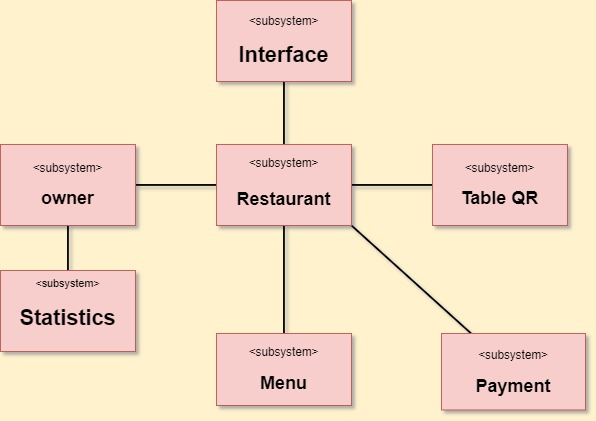 <subsystem>
Interface
<subsystem>
owner
<subsystem>
Restaurant
<subsystem>
Table QR
<subsystem>
Statistics
<subsystem>
Menu
<subsystem>
Payment